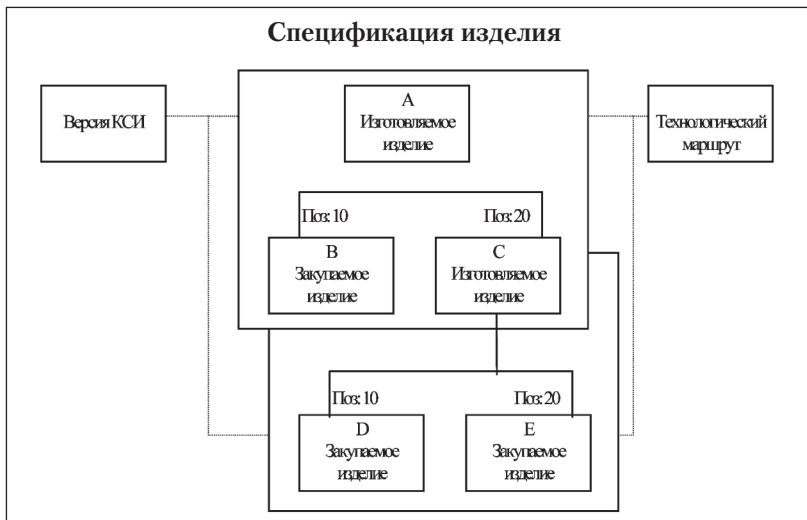 Спецификация изделия
Версия КСИ
А
Изготовляемое
изделие
Технологический
маршрут
Поз: 10
Поз: 20
В
Закупаемое
изделие
С
Изготовляемое
изделие
Поз: 10
Поз: 20
D
Закупаемое
изделие
E
Закупаемое
изделие